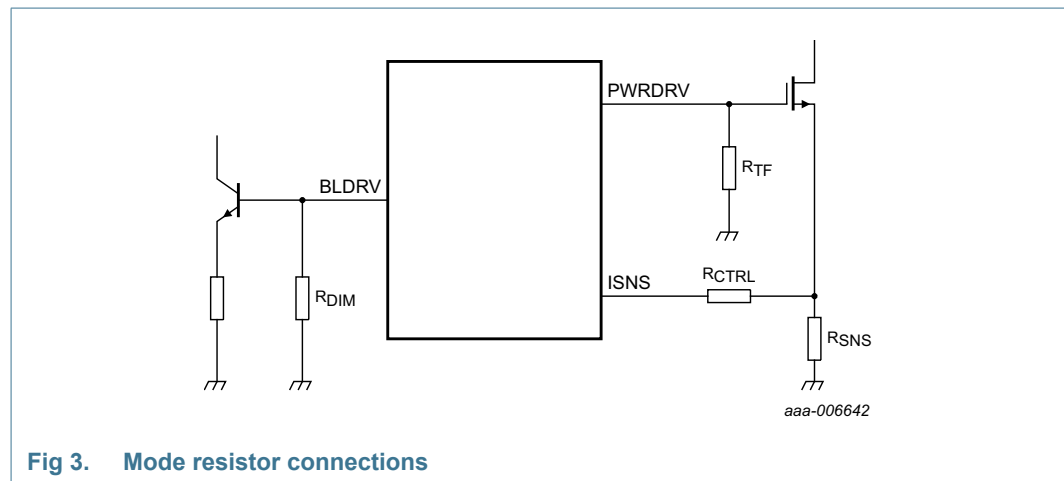 PWRDRV
RTF
BLDRV
RDIM
ISNS
RCTRL
RSNS
aaa-006642
Fig 3. Mode resistor connections